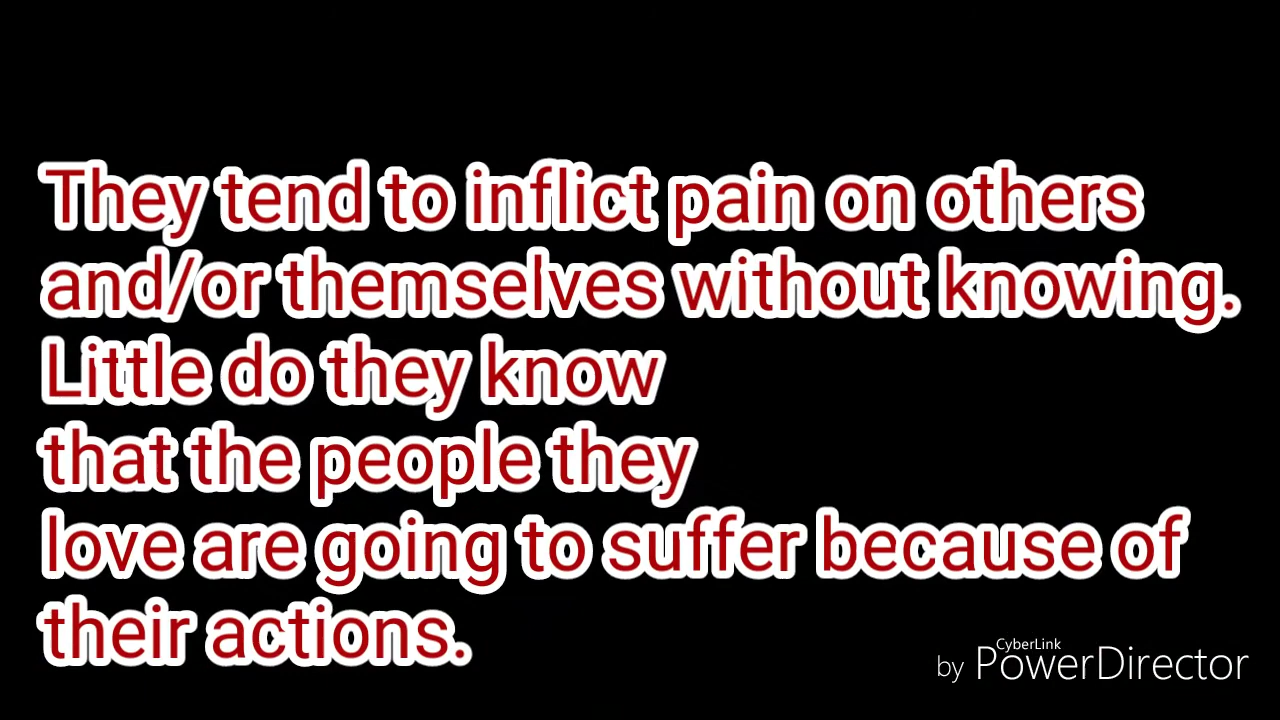 They tend to inflict pain on others
and/or themselves without knowing.
Little do they know
that the people they
love are going to suffer because of
their actions.
CyberLink
by PowerDirector